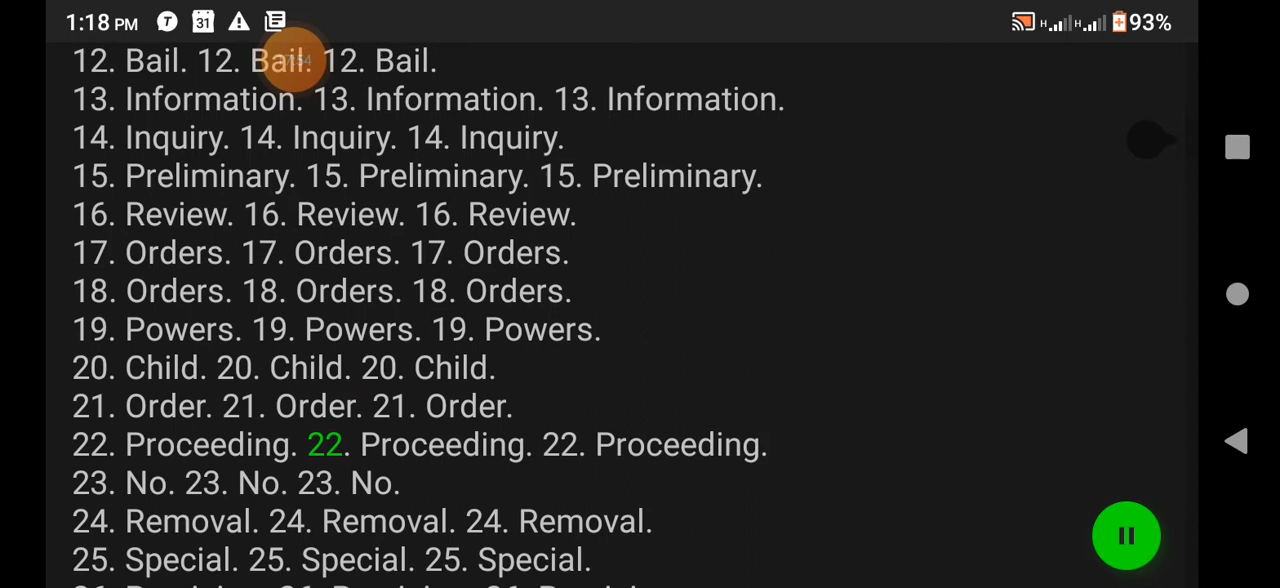 1:18 PM T 31 H H 93%
12. Bail. 12. Bail. 12. Bail.
13. Information. 13. Information. 13. Information.
14. Inquiry. 14. Inquiry. 14. Inquiry.
15. Preliminary. 15. Preliminary. 15. Preliminary.
16. Review. 16. Review. 16. Review.
17. Orders. 17. Orders. 17. Orders.
18. Orders. 18. Orders. 18. Orders.
19. Powers. 19. Powers. 19. Powers.
20. Child. 20. Child. 20. Child.
21. Order. 21. Order. 21. Order.
22. Proceeding. 22. Proceeding. 22. Proceeding.
23. No. 23. No. 23. No.
24. Removal. 24. Removal. 24. Removal.
25. Special. 25. Special. 25. Special.